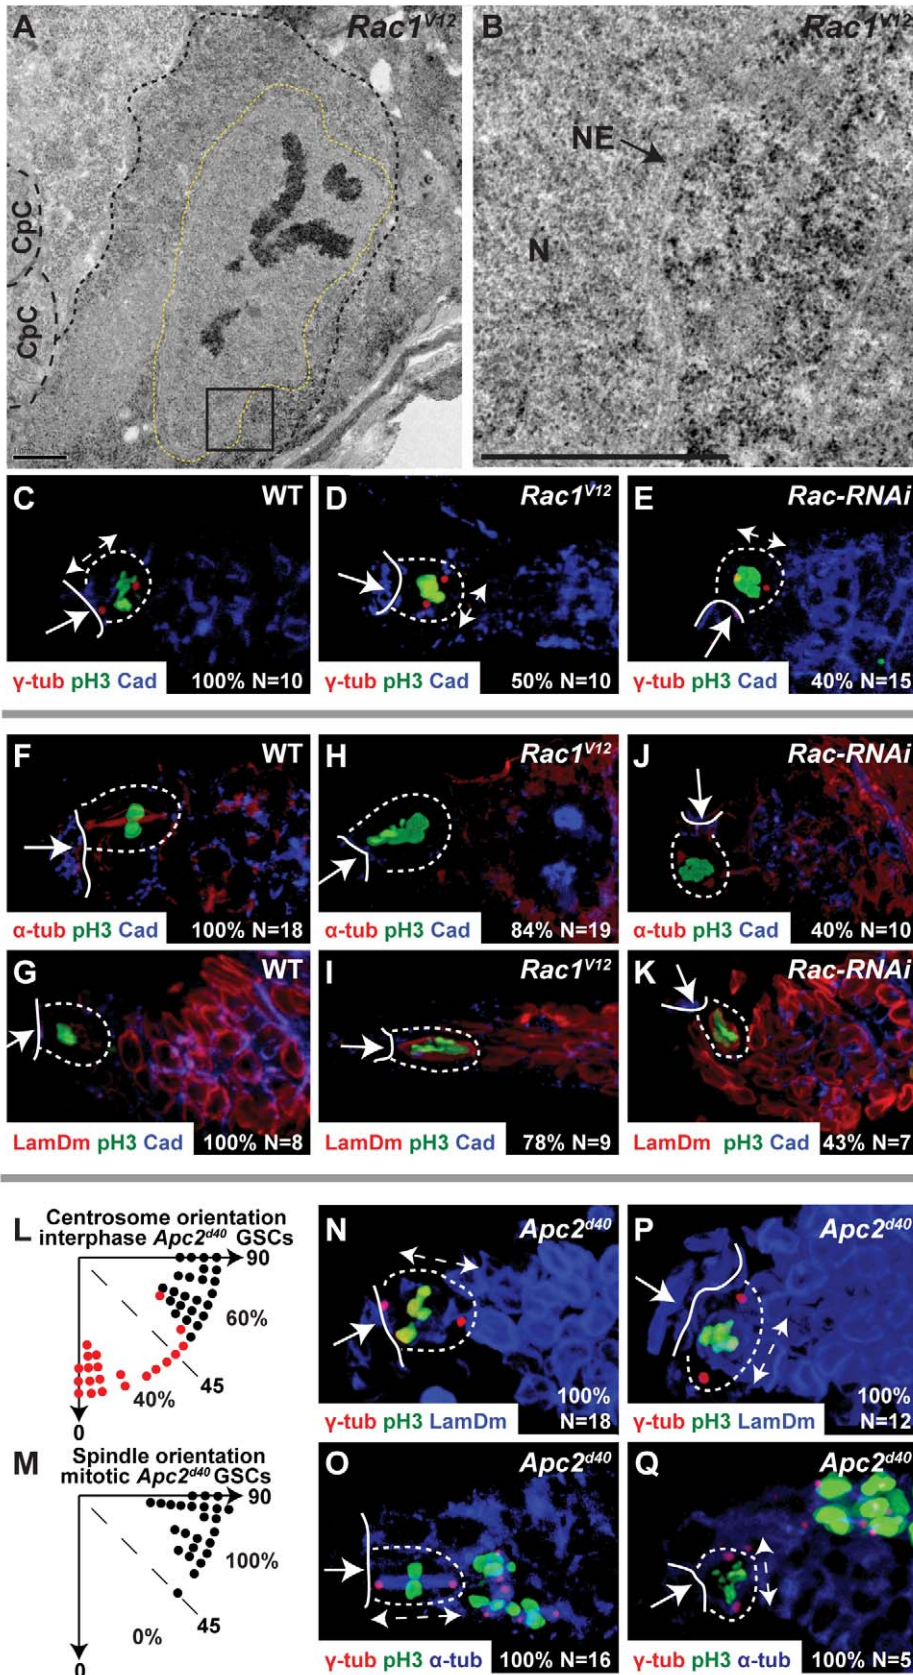 A
Rac1V12
CpC
CpC
B
Rac1V12
NE
N
C
WT
γ-tub pH3 Cad
100% N=10
D
Rac1V12
γ-tub pH3 Cad
50% N=10
E
Rac-RNAi
γ-tub pH3 Cad
40% N=15
F
WT
α-tub pH3 Cad
100% N=18
H
Rac1V12
α-tub pH3 Cad
84% N=19
J
Rac-RNAi
α-tub pH3 Cad
40% N=10
G
WT
LamDm pH3 Cad
100% N=8
I
Rac1V12
LamDm pH3 Cad
78% N=9
K
Rac-RNAi
LamDm pH3 Cad
43% N=7
L
Centrosome orientation
interphase Apc2d40 GSCs
90
60%
45
40%
0
M
Spindle orientation
mitotic Apc2d40 GSCs
90
100%
45
0%
0
N
Apc2d40
100%
γ-tub pH3 LamDm
N=18
P
Apc2d40
100%
γ-tub pH3 LamDm
N=12
O
Apc2d40
γ-tub pH3 α-tub
100% N=16
Q
Apc2d40
γ-tub pH3 α-tub
100% N=5